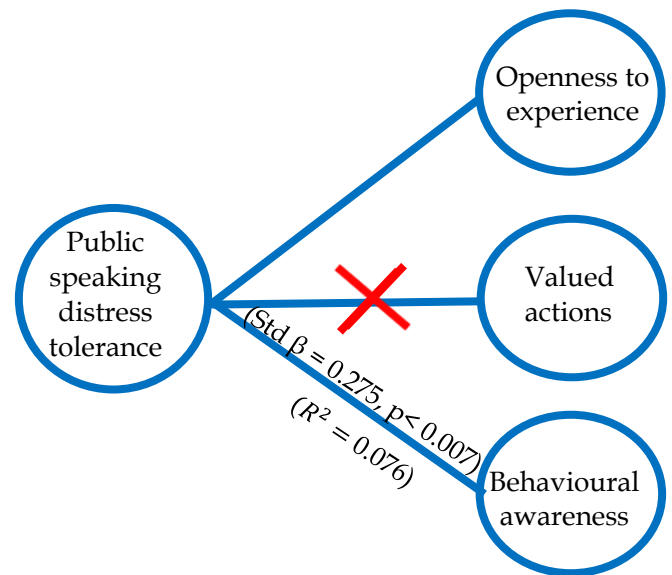 Openness to
experience
Public
speaking
distress
tolerance
Valued
actions
(Std β = 0.275, p< 0.007)
(R² = 0.076)
Behavioural
awareness